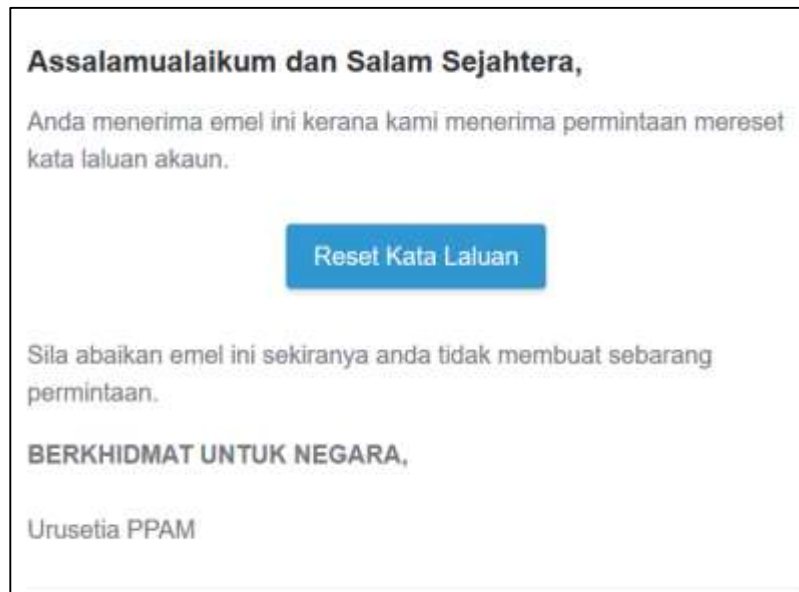 Assalamualaikum dan Salam Sejahtera,
Anda menerima emel ini kerana kami menerima permintaan mereset
kata laluan akaun.
Reset Kata Laluan
Sila abaikan emel ini sekiranya anda tidak membuat sebarang
permintaan.
BERKHIDMAT UNTUK NEGARA,
Urusetia PPAM